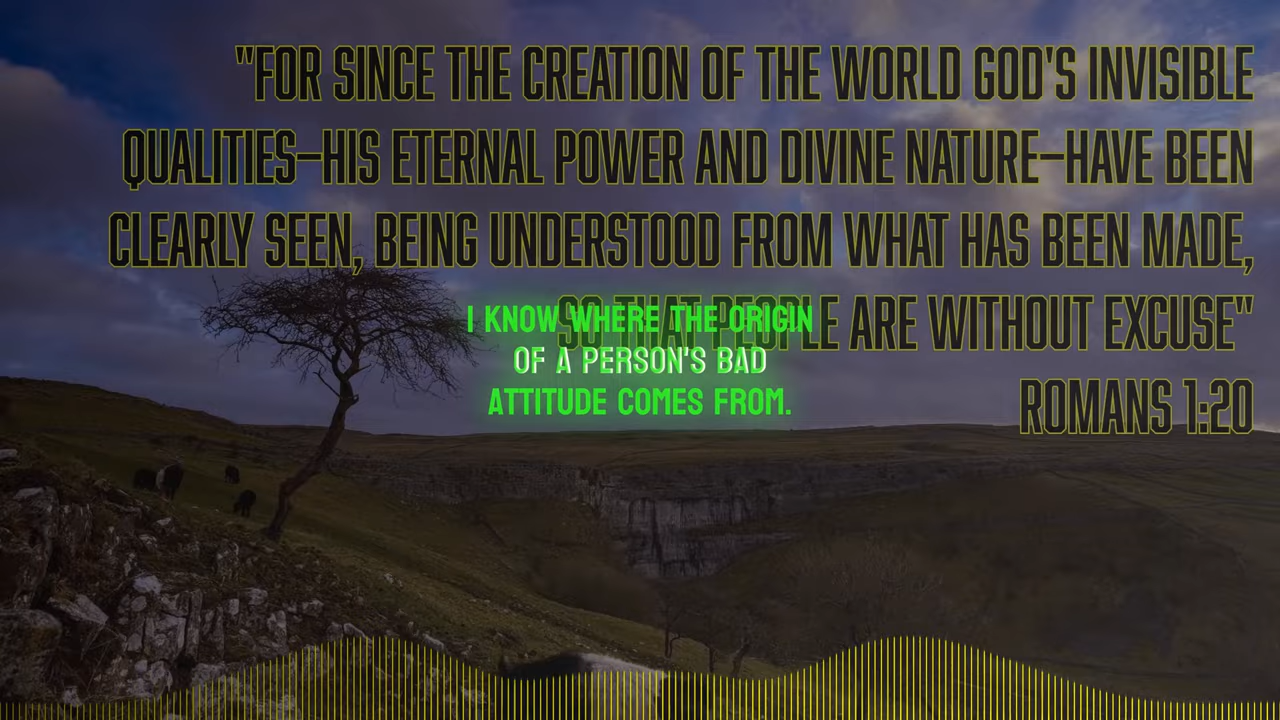 "FOR SINCE THE CREATION OF THE WORLD GOD'S INVISIBLE
QUALITIES—HIS ETERNAL POWER AND DIVINE NATURE—HAVE BEEN
CLEARLY SEEN, BEING UNDERSTOOD FROM WHAT HAS BEEN MADE,
SO THAT PEOPLE ARE WITHOUT EXCUSE"
ROMANS 1:20
I KNOW WHERE THE ORIGIN
OF A PERSON'S BAD
ATTITUDE COMES FROM.